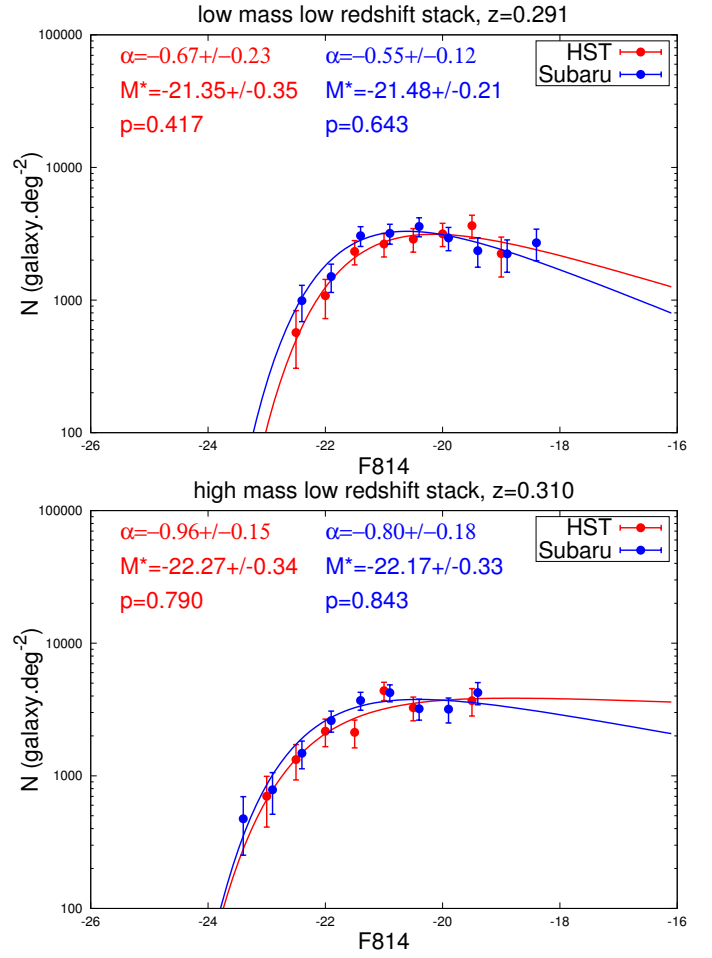 low mass low redshift stack, z=0.291
100000
10000
1000
100
N (galaxy.deg-2)
α=−0.67+/−0.23 α=−0.55+/−0.12
M*=-21.35+/-0.35 M*=-21.48+/-0.21
p=0.417 p=0.643
HST
Subaru
-26 -24 -22 -20 -18 -16
F814
high mass low redshift stack, z=0.310
100000
10000
1000
100
N (galaxy.deg-2)
α=−0.96+/−0.15 α=−0.80+/−0.18
M*=-22.27+/-0.34 M*=-22.17+/-0.33
p=0.790 p=0.843
HST
Subaru
-26 -24 -22 -20 -18 -16
F814